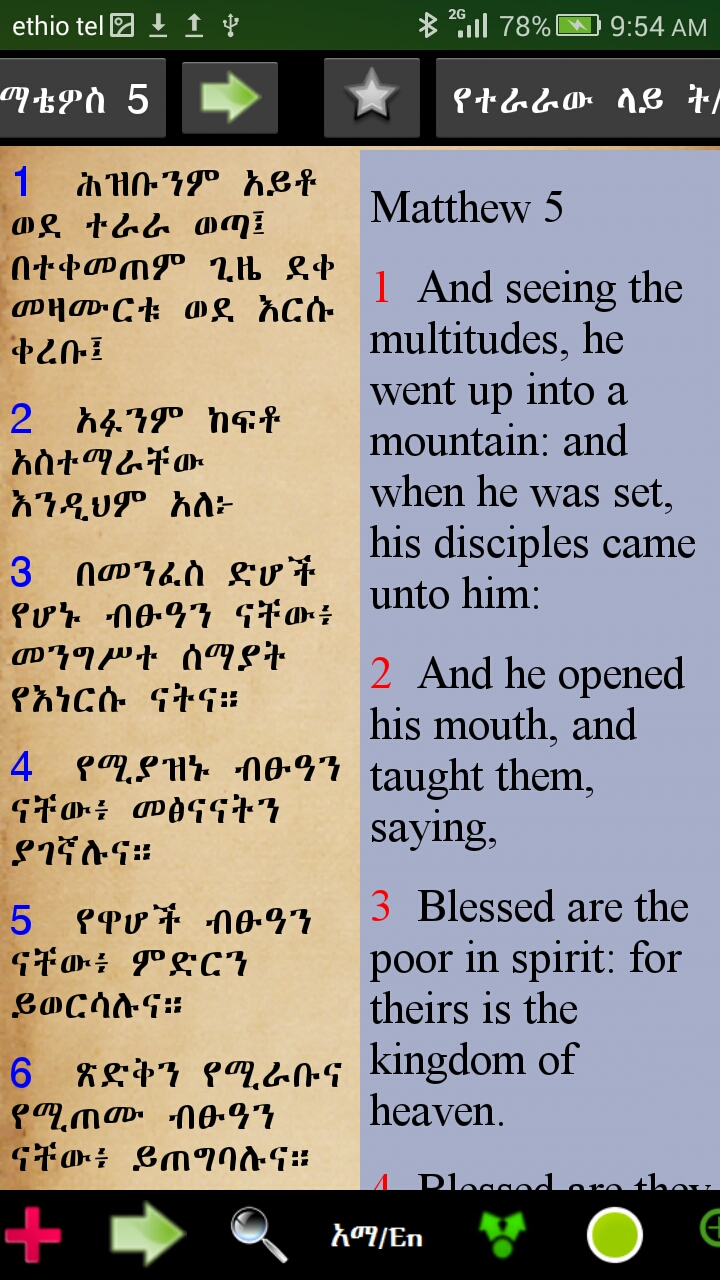 ethio tel 2G 78% 9:54 AM
ማቴዎስ 5 የተራራው ላይ ት/
1 ሕዝቡንም አይቶ
ወደ ተራራ ወጣ፤
በተቀመጠም ጊዜ ደቀ
መዛሙርቱ ወደ እርሱ
ቀረቡ፤
2 አፉንም ከፍቶ
አስተማራቸው
እንዲህም አለ፦
3 በመንፈስ ድሆች
የሆኑ ብፁዓን ናቸው፥
መንግሥተ ሰማያት
የእነርሱ ናትና።
4 የሚያዝኑ ብፁዓን
ናቸው፥ መፅናናትን
ያገኛሉና።
5 የዋሆች ብፁዓን
ናቸው፥ ምድርን
ይወርሳሉና።
6 ጽድቅን የሚራቡና
የሚጠሙ ብፁዓን
ናቸው፥ ይጠግባሉና።
Matthew 5
1 And seeing the
multitudes, he
went up into a
mountain: and
when he was set,
his disciples came
unto him:
2 And he opened
his mouth, and
taught them,
saying,
3 Blessed are the
poor in spirit: for
theirs is the
kingdom of
heaven.
4 Blessed are they
አማ/En